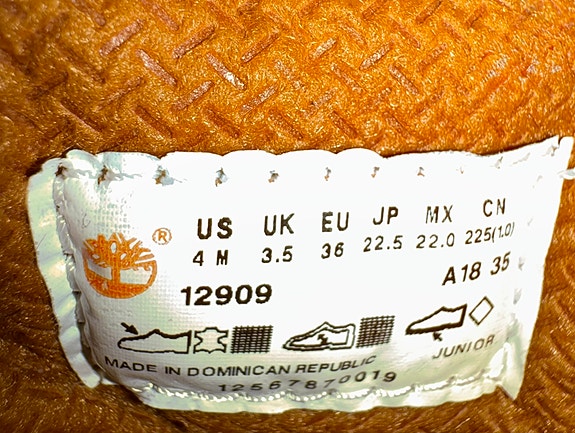 US UK EU JP MX CN
4 M 3.5 36 22.5 22.0 225(1.0)
®
12909 A18 35
JUNIOR
MADE IN DOMINICAN REPUBLIC
12567870019